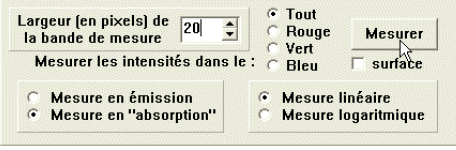 Largeur (en pixels) de
la bande de mesure
20
Mesurer les intensités dans le :
Tout
Rouge
Vert
Bleu
Mesurer
surface
Mesure en émission
Mesure en "absorption"
Mesure linéaire
Mesure logaritmique